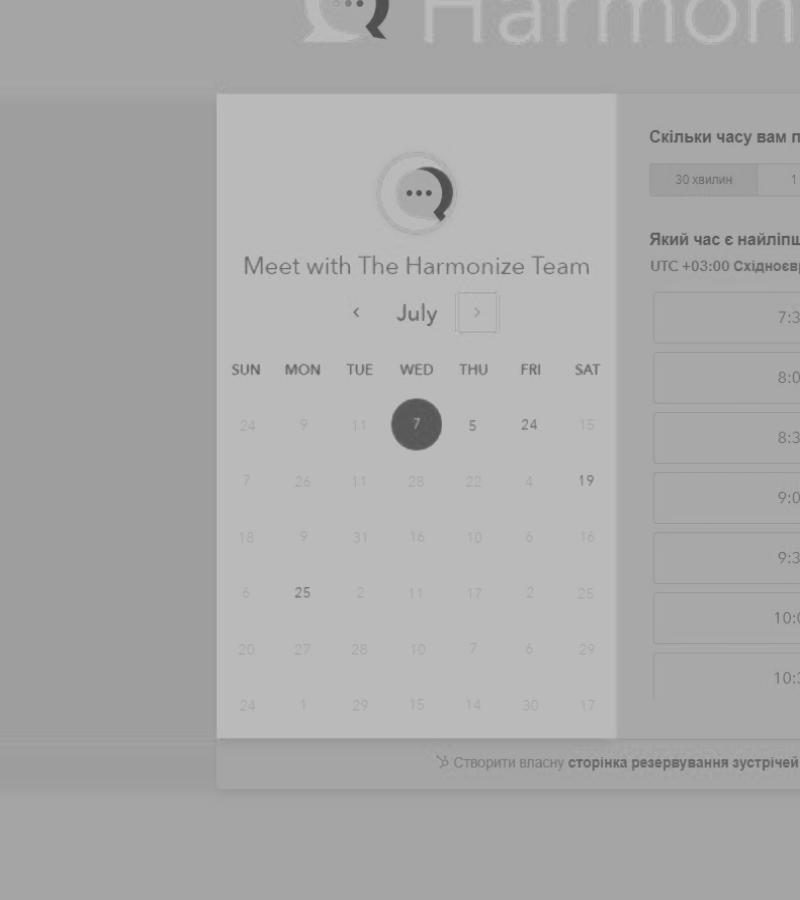 Harmon
Meet with The Harmonize Team
July
SUN MON TUE WED THU FRI SAT
24 9 11 7 5 24 15
7 26 11 28 22 4 19
18 9 31 16 10 6 16
6 25 2 11 17 2 25
20 27 28 10 7 6 29
24 1 29 15 14 30 17
Скільки часу вам п
30 хвилин 1
Який час є найліпш
UTC +03:00 Східноєв
7:3
8:0
8:3
9:0
9:3
10:0
10:3
Створити власну сторінка резервування зустрічей